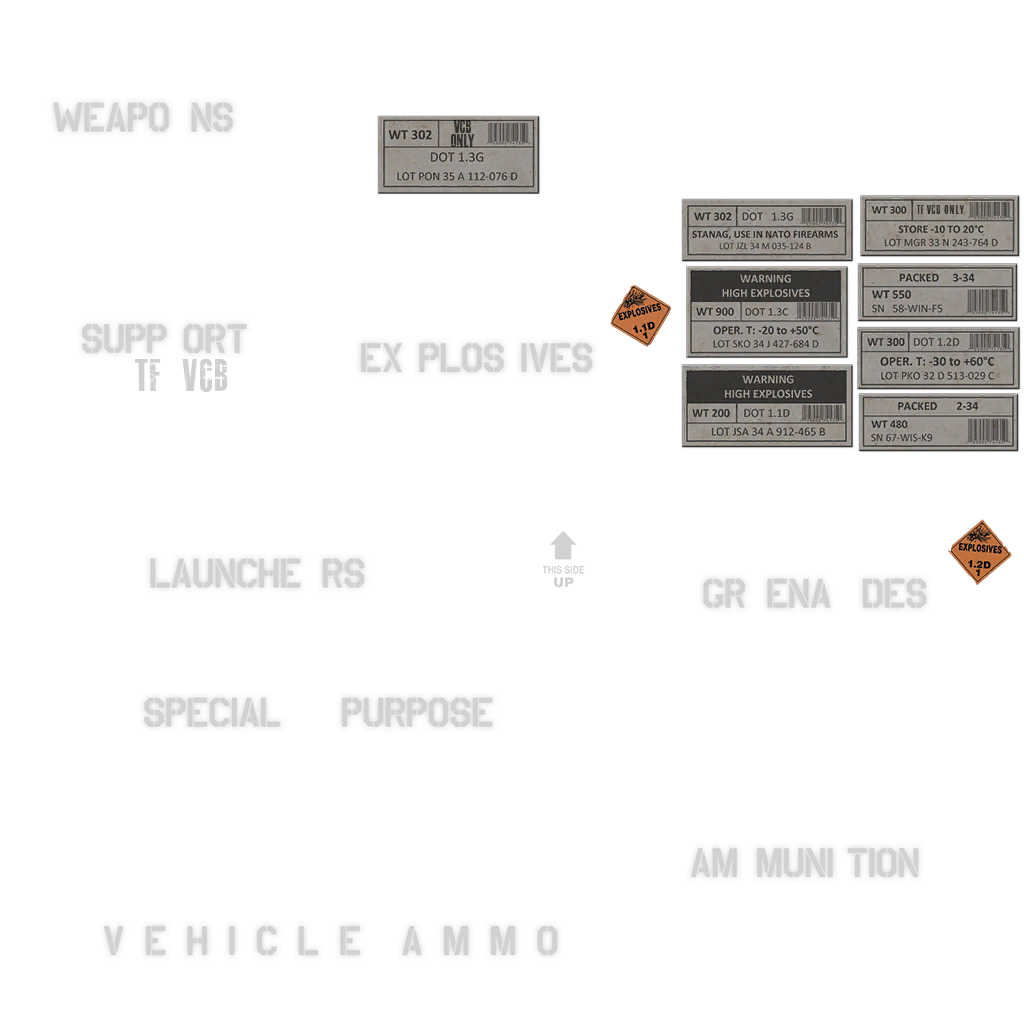 WEAPO NS
WT 302
VCB
ONLY
DOT 1.3G
LOT PON 35 A 112-076 D
WT 302 DOT 1.3G
STANAG, USE IN NATO FIREARMS
LOT JZL 34 M 035-124 B
WT 300 TF VCB ONLY
STORE -10 TO 20°C
LOT MGR 33 N 243-764 D
WARNING
HIGH EXPLOSIVES
WT 900 DOT 1.3C
OPER. T: -20 to +50°C
LOT SKO 34 J 427-684 D
PACKED 3-34
WT 550
SN 58-WIN-F5
EXPLOSIVES
1.1D
1
SUPP ORT
TF VCB
EX PLOS IVES
WT 300 DOT 1.2D
OPER. T: -30 to +60°C
LOT PKO 32 D 513-029 C
WARNING
HIGH EXPLOSIVES
WT 200 DOT 1.1D
LOT JSA 34 A 912-465 B
PACKED 2-34
WT 480
SN 67-WIS-K9
LAUNCHE RS
THIS SIDE
UP
GR ENA DES
EXPLOSIVES
1.2D
1
SPECIAL PURPOSE
AM MUNI TION
VEHICLE AMMO